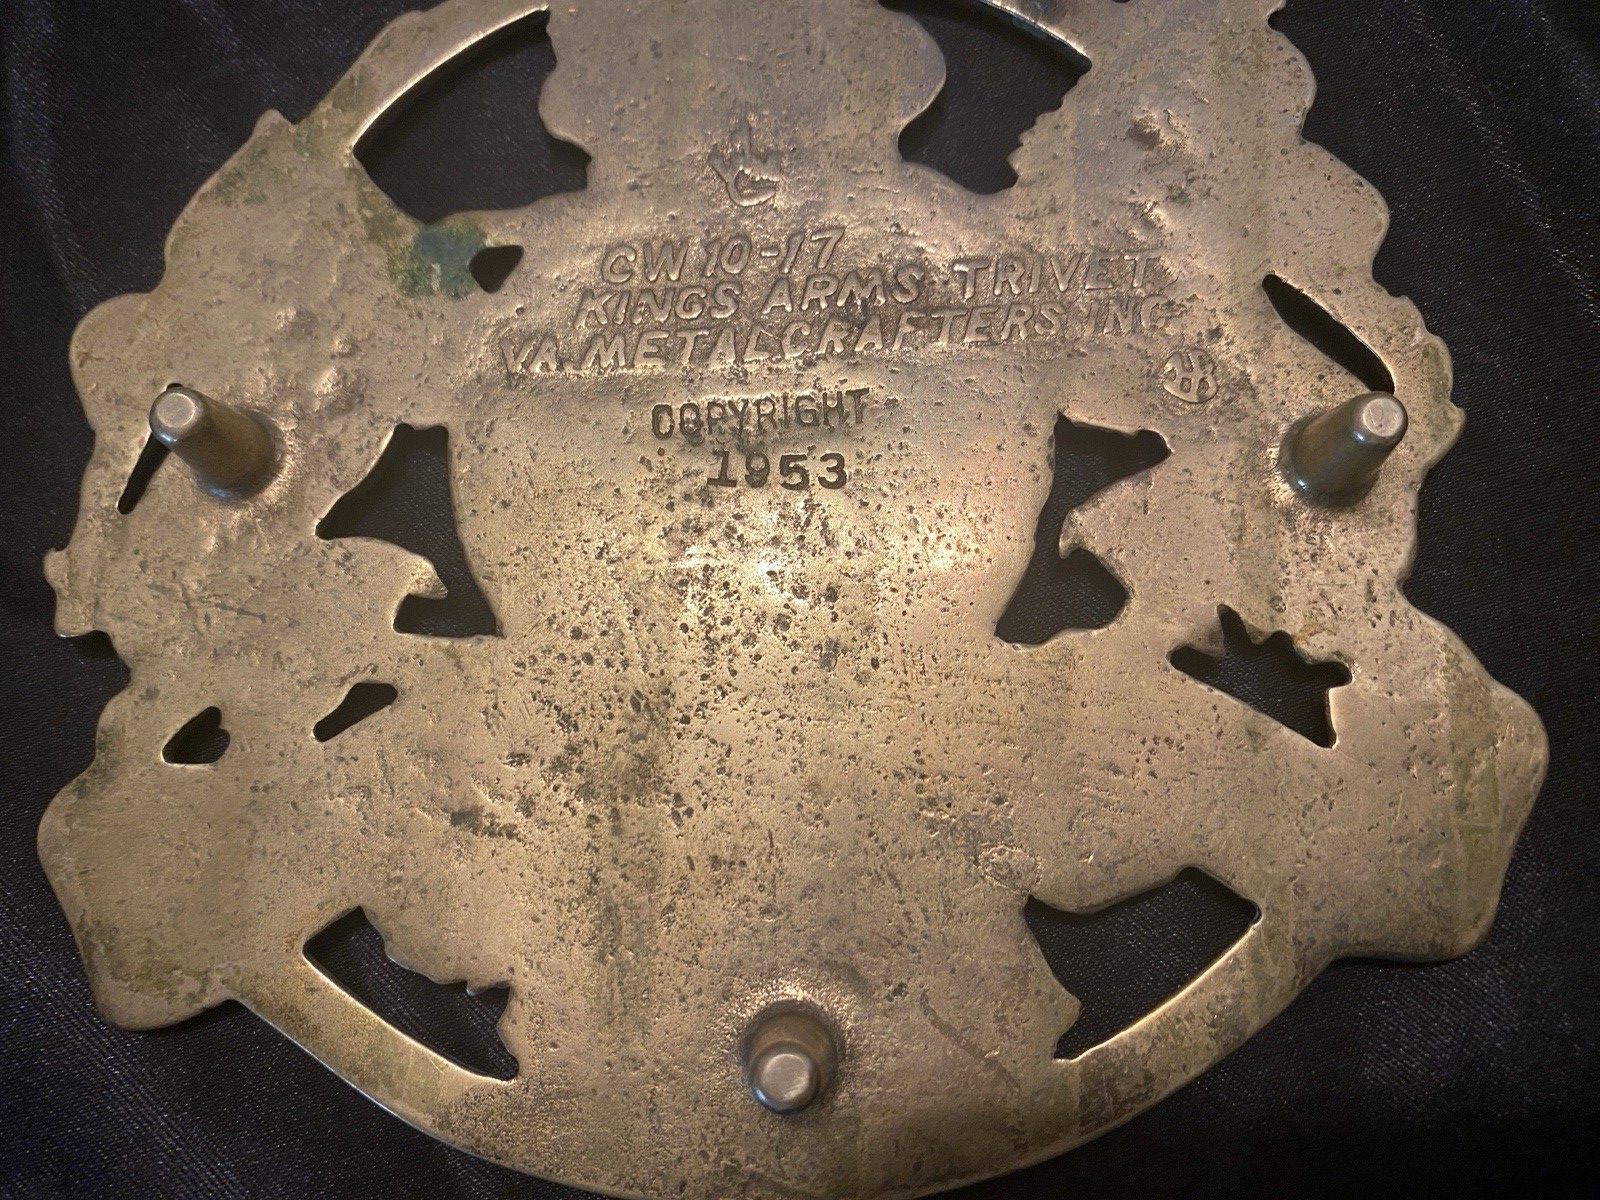 CW 10-17
KINGS ARMS TRIVET
VA. METALCRAFTERS INC
COPYRIGHT
1953